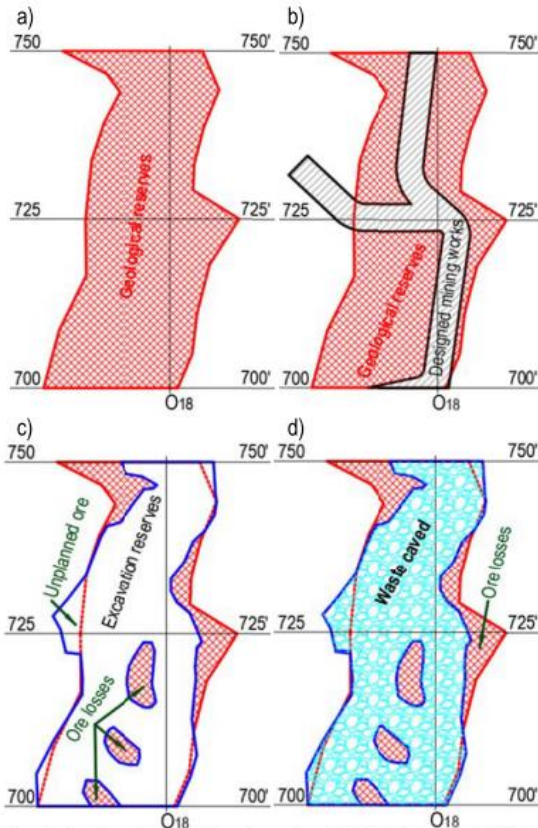 a)
750
750'
Geological reserves
725
725'
700
700'
O18
b)
750
750'
725
725'
Geological reserves
Designed mining works
700
700'
O18
c)
750
750'
Unplanned ore
Excavation reserves
725
725'
Ore losses
700
700'
O18
d)
750
750'
Waste caved
Ore losses
725
725'
700
700'
O18